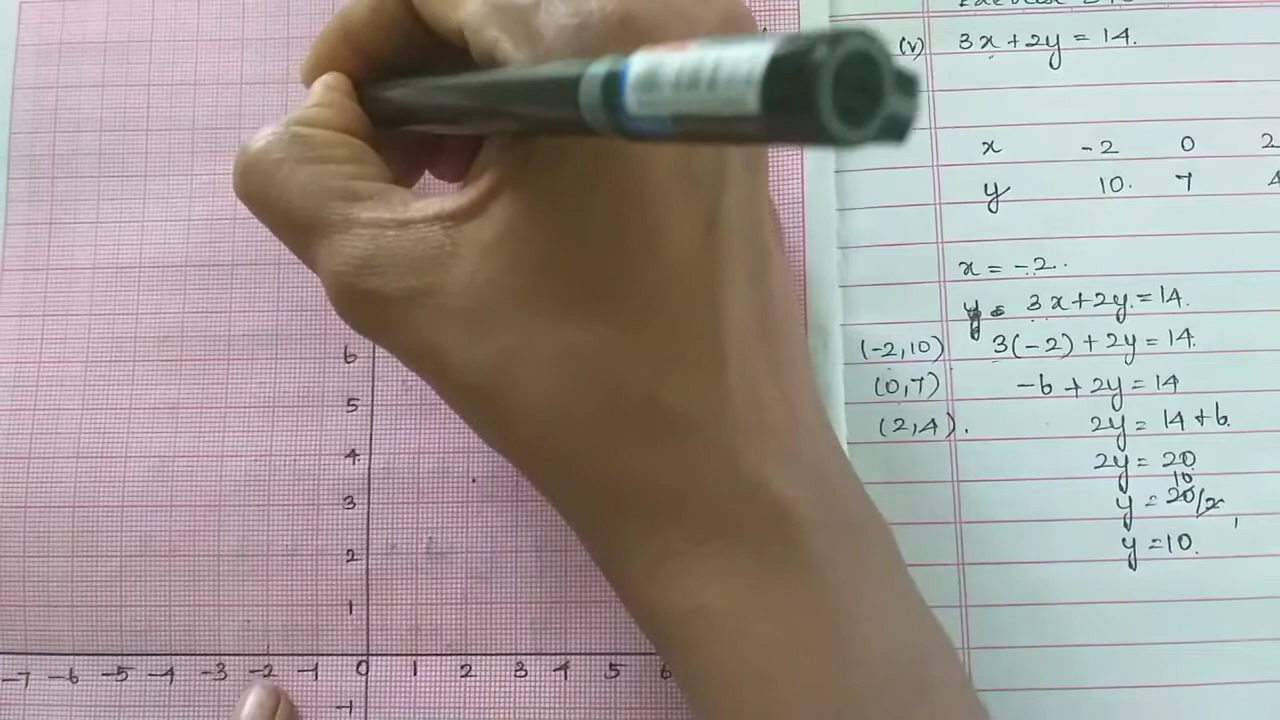 (v) 3x + 2y = 14.
x -2 0 2
y 10. 7 4
x = -2.
3x + 2y = 14.
(-2,10) 3(-2) + 2y = 14.
(0,7) -6 + 2y = 14
(2,4). 2y = 14 + 6.
2y = 20
10
y = 20/2
y = 10.
6
5
4
3
2
1
-7 -6 -5 -4 -3 -2 -1 0 1 2 3 4 5 6
-1